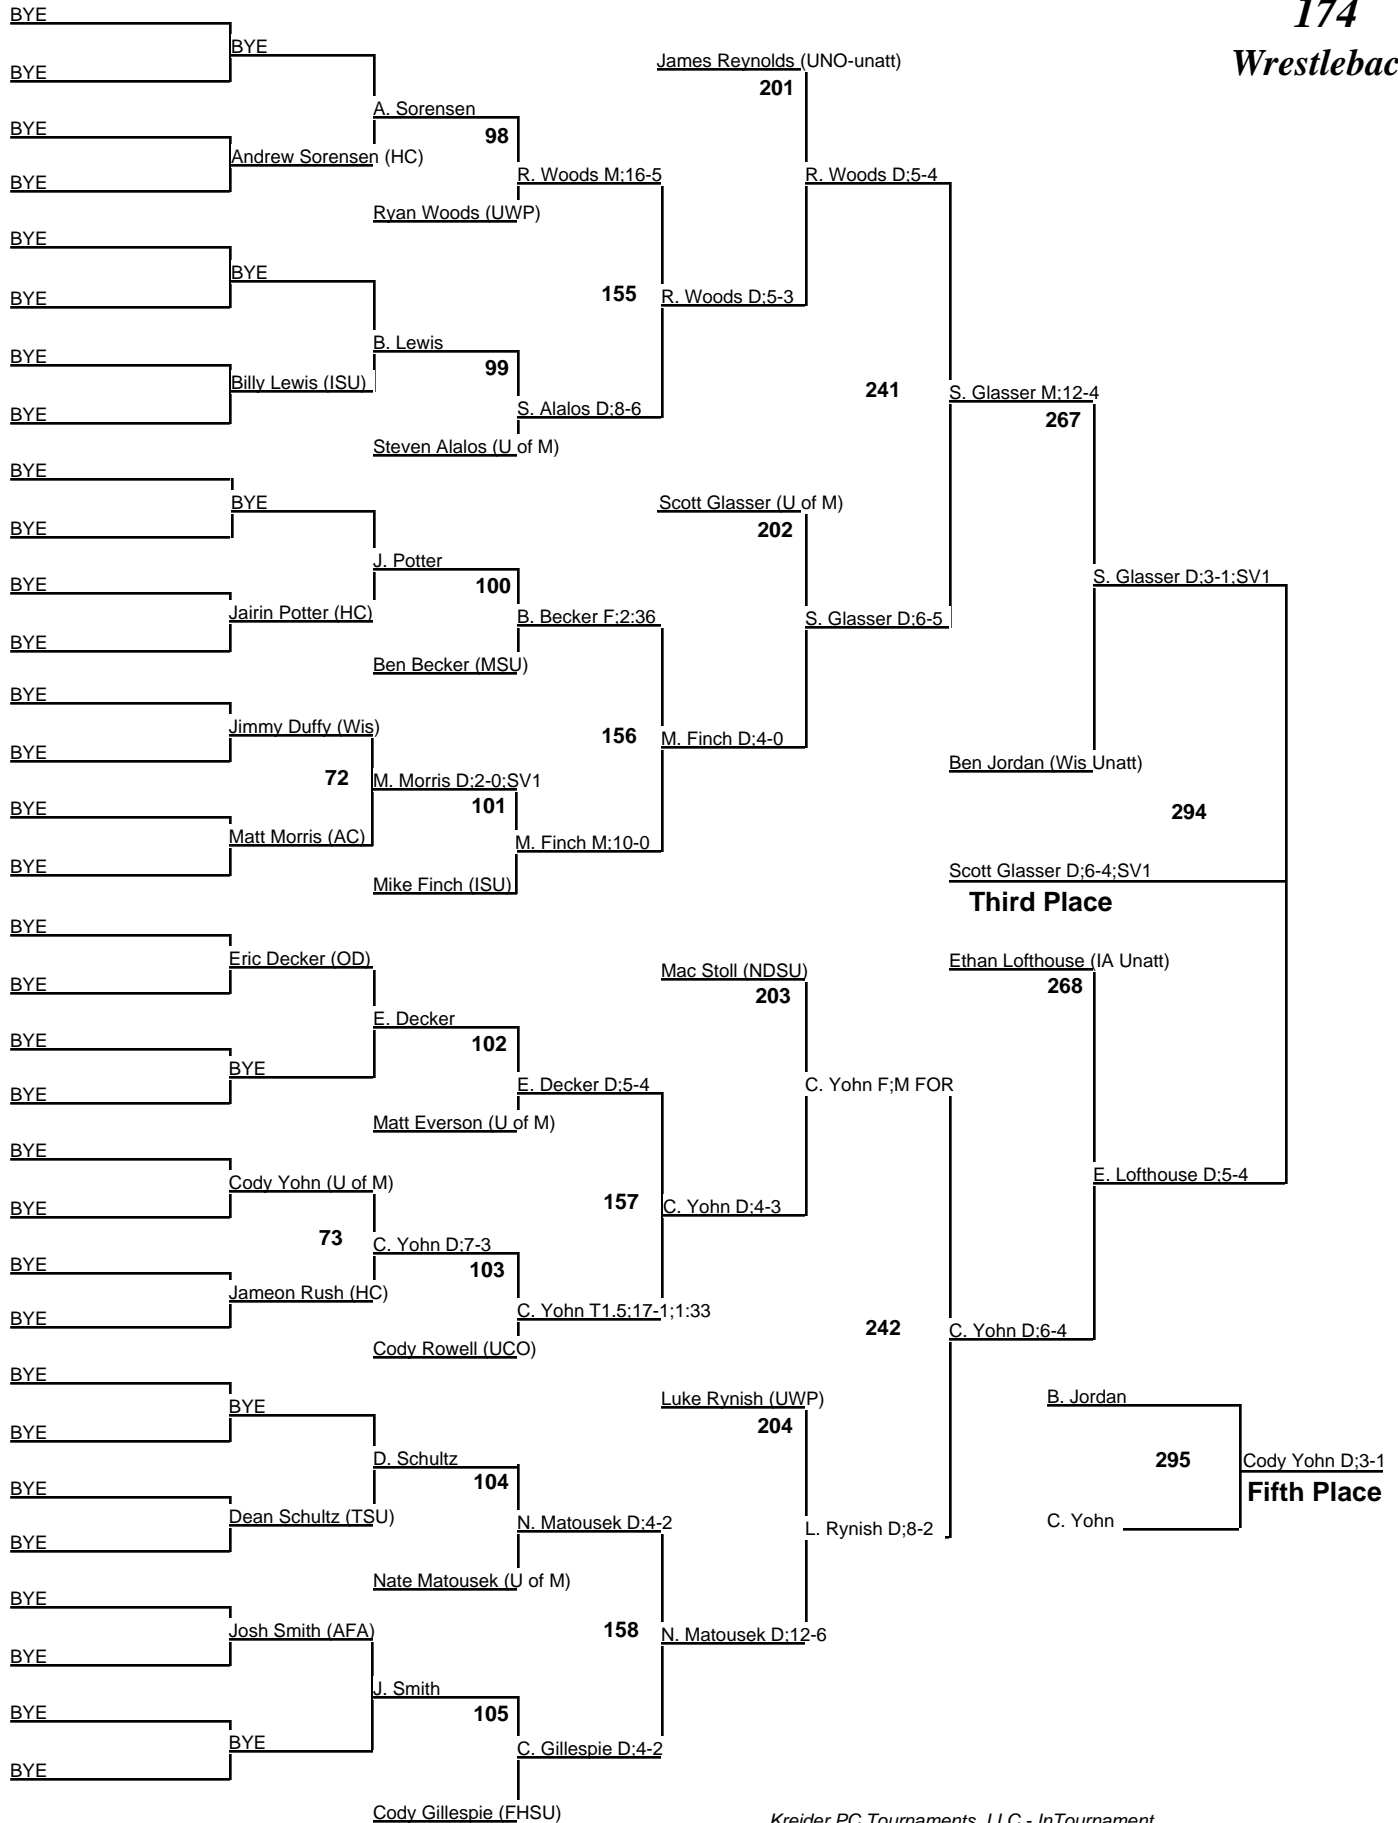 BYE
174
BYE
Wrestlebac
James Reynolds (UNO-unatt)
BYE
201
A. Sorensen
BYE
98
Andrew Sorensen (HC)
R. Woods M;16-5
R. Woods D;5-4
BYE
Ryan Woods (UWP)
BYE
BYE
155
R. Woods D;5-3
BYE
B. Lewis
BYE
99
Billy Lewis (ISU)
241
S. Glasser M;12-4
S. Alalos D;8-6
BYE
267
Steven Alalos (U of M)
BYE
BYE
Scott Glasser (U of M)
BYE
202
J. Potter
S. Glasser D;3-1;SV1
BYE
100
Jairin Potter (HC)
B. Becker F;2:36
S. Glasser D;6-5
BYE
Ben Becker (MSU)
BYE
Jimmy Duffy (Wis)
156
M. Finch D;4-0
BYE
Ben Jordan (Wis Unatt)
72
M. Morris D;2-0;SV1
BYE
101
294
Matt Morris (AC)
M. Finch M;10-0
BYE
Mike Finch (ISU)
Scott Glasser D;6-4;SV1
Third Place
BYE
Eric Decker (OD)
Mac Stoll (NDSU)
Ethan Lofthouse (IA Unatt)
BYE
203
268
E. Decker
BYE
102
BYE
E. Decker D;5-4
C. Yohn F;M FOR
BYE
Matt Everson (U of M)
BYE
Cody Yohn (U of M)
E. Lofthouse D;5-4
BYE
157
C. Yohn D;4-3
73
C. Yohn D;7-3
BYE
103
Jameon Rush (HC)
BYE
C. Yohn T1.5;17-1;1:33
242
C. Yohn D;6-4
Cody Rowell (UCO)
BYE
BYE
Luke Rynish (UWP)
B. Jordan
BYE
204
D. Schultz
295
Cody Yohn D;3-1
BYE
104
Fifth Place
Dean Schultz (TSU)
N. Matousek D;4-2
L. Rynish D;8-2
C. Yohn
BYE
Nate Matousek (U of M)
BYE
Josh Smith (AFA)
158
N. Matousek D;12-6
BYE
J. Smith
BYE
105
BYE
C. Gillespie D;4-2
BYE
Cody Gillespie (FHSU)
Kreider PC Tournaments, LLC - InTournament